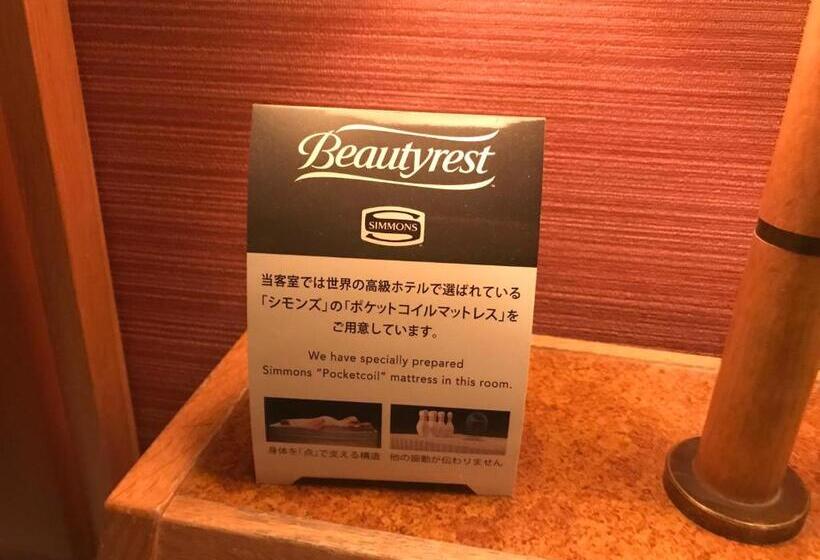 Beautyrest
SIMMONS
当客室では世界の高級ホテルで選ばれている
「シモンズ」の「ポケットコイルマットレス」を
ご用意しています。
We have specially prepared
Simmons "Pocketcoil" mattress in this room.
身体を「点」で支える構造 他の振動が伝わりません